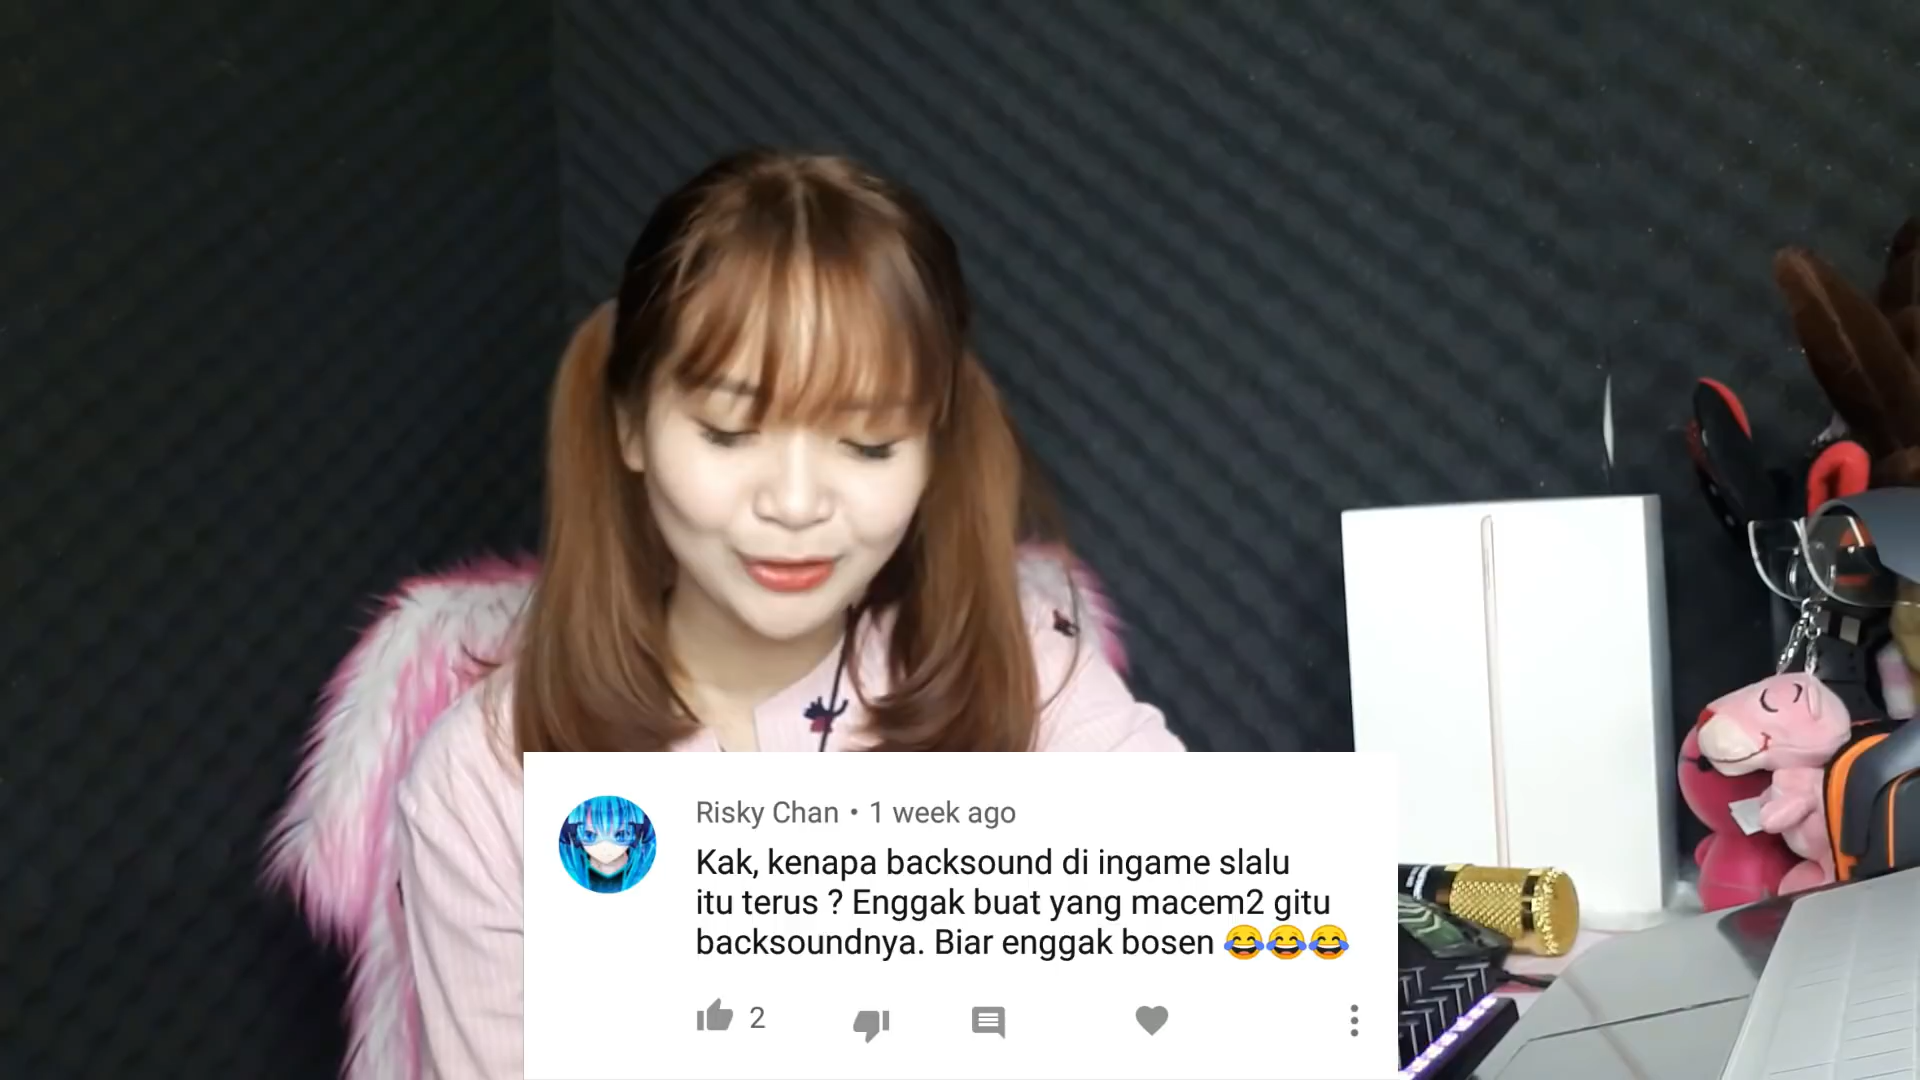 Risky Chan • 1 week ago
Kak, kenapa backsound di ingame slalu
itu terus ? Enggak buat yang macem2 gitu
backsoundnya. Biar enggak bosen 😂😂😂
2